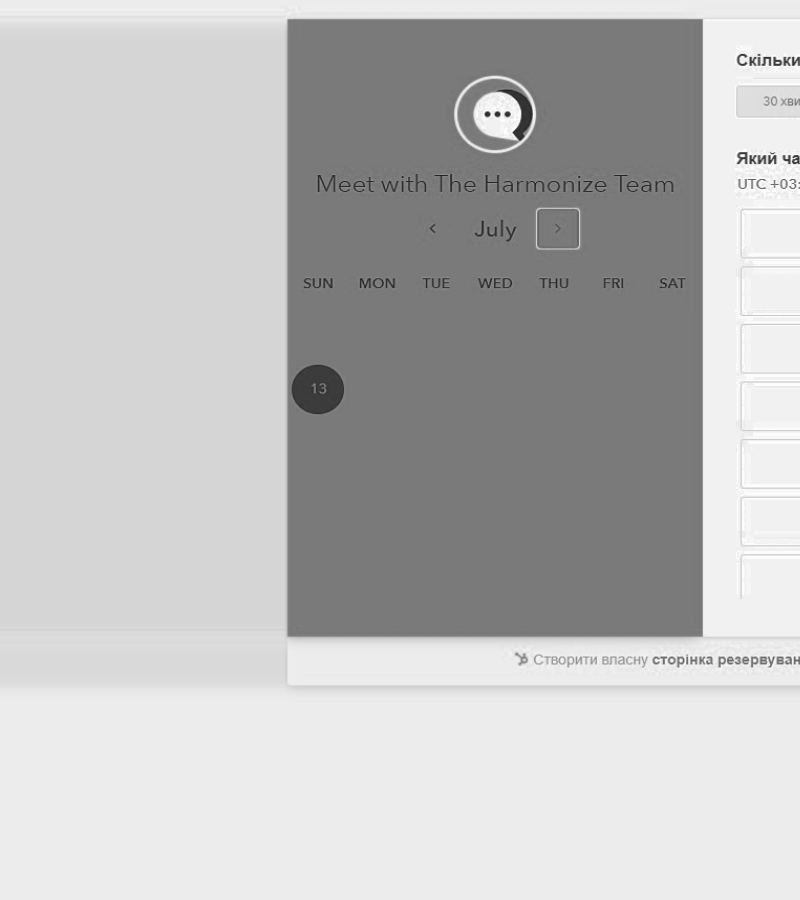 Meet with The Harmonize Team
July
SUN MON TUE WED THU FRI SAT
13
Скільки
30 хви
Який ча
UTC +03:
Створити власну сторінка резервуван